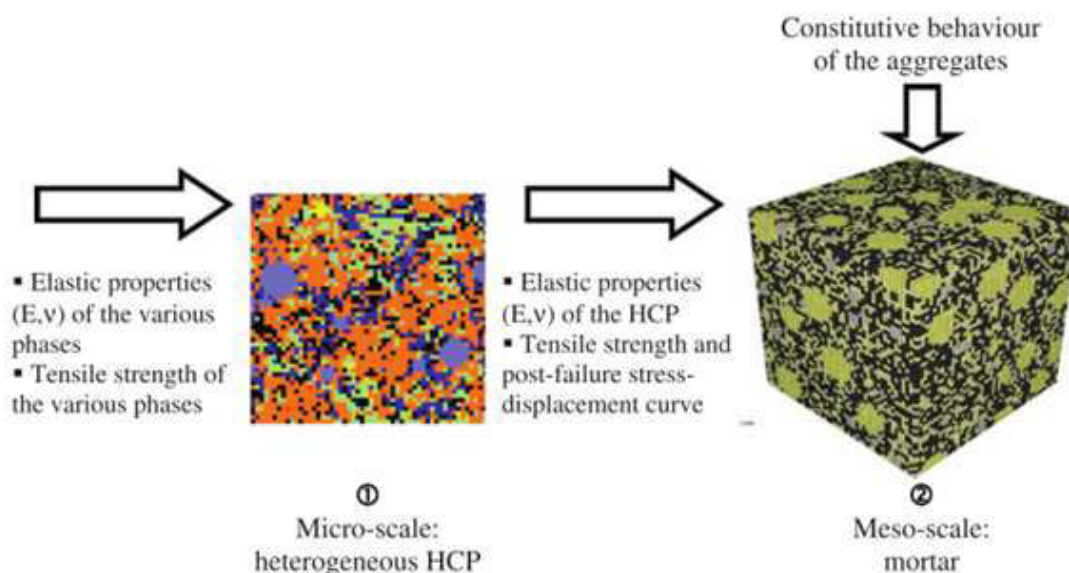 Constitutive behaviour
of the aggregates
▪ Elastic properties
(E,ν) of the various
phases
▪ Tensile strength of
the various phases
▪ Elastic properties
(E,ν) of the HCP
▪ Tensile strength and
post-failure stress-
displacement curve
①
Micro-scale:
heterogeneous HCP
②
Meso-scale:
mortar